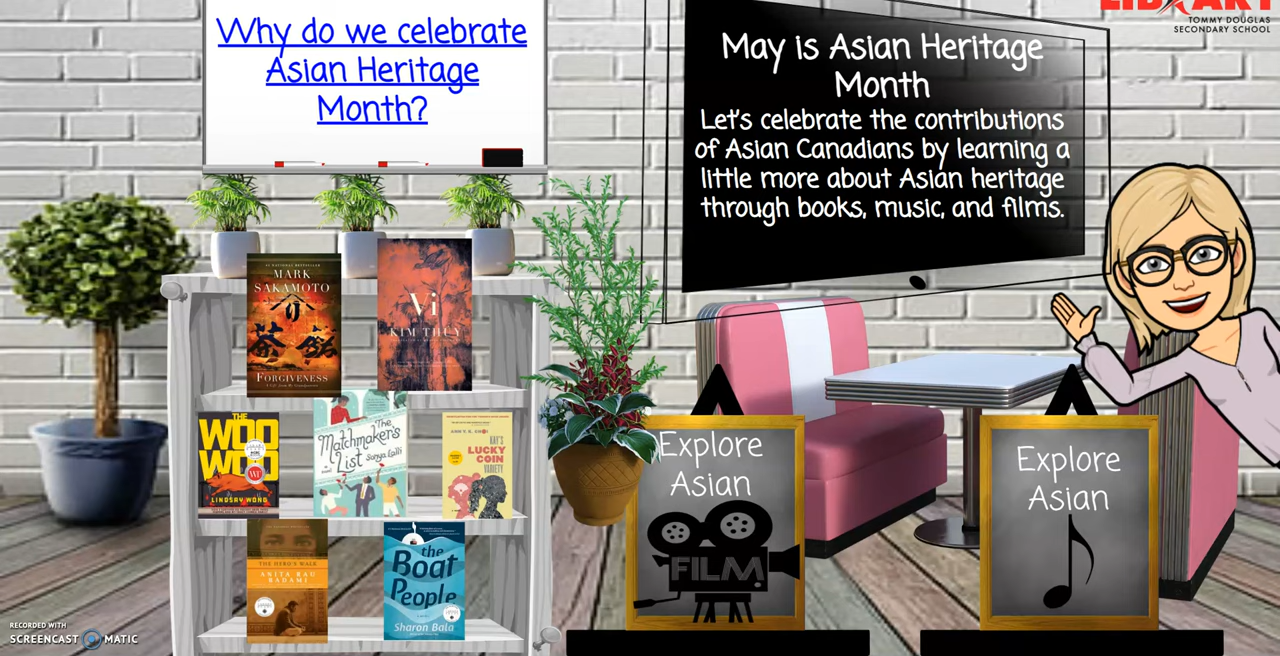 Why do we celebrate
Asian Heritage
Month?
LIBRARY
TOMMY DOUGLAS
SECONDARY SCHOOL
May is Asian Heritage
Month
Let's celebrate the contributions
of Asian Canadians by learning a
little more about Asian heritage
through books, music, and films.
MARK
SAKAMOTO
FORGIVENESS
Vi
KIM THÚY
THE
WOO
WOO
LINDSAY WONG
The
Matchmaker's
List
Sonya Lalli
KAY'S
LUCKY
COIN
VARIETY
THE HERO'S WALK
ANITA RAU
BADAMI
the
Boat
People
Sharon Bala
Explore
Asian
FILM
Explore
Asian
RECORDED WITH
SCREENCAST MATIC